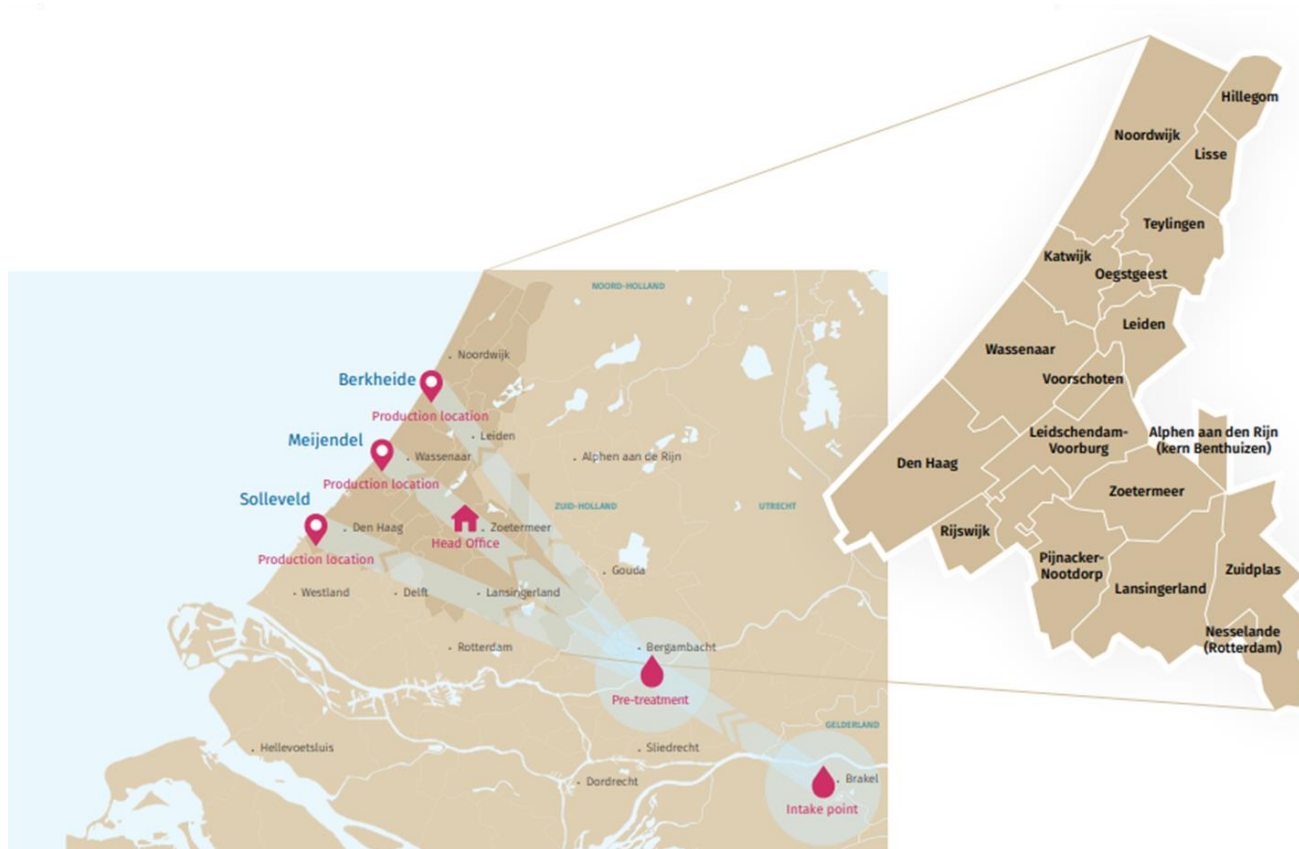 NOORD-HOLLAND
Noordwijk
Berkheide
Production location
Leiden
Meijendel
Wassenaar
Alphen aan de Rijn
Production location
Solleveld
ZUID-HOLLAND
UTRECHT
Den Haag
Zoetermeer
Head Office
Production location
Gouda
Westland
Delft
Lansingerland
Rotterdam
Bergambacht
Pre-treatment
GELDERLAND
Hellevoetsluis
Sliedrecht
Dordrecht
Brakel
Intake point
Hillegom
Noordwijk
Lisse
Teylingen
Katwijk
Oegstgeest
Leiden
Wassenaar
Voorschoten
Leidschendam-
Voorburg
Alphen aan den Rijn
(kern Benthuizen)
Den Haag
Zoetermeer
Rijswijk
Pijnacker-
Nootdorp
Lansingerland
Zuidplas
Nesselande
(Rotterdam)